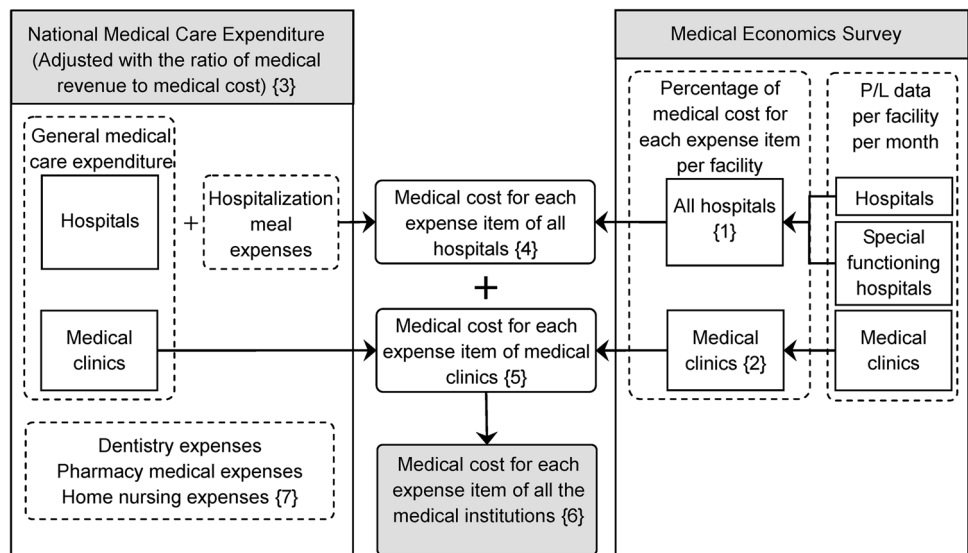 National Medical Care Expenditure
(Adjusted with the ratio of medical
revenue to medical cost) {3}
General medical
care expenditure
Hospitals
+
Hospitalization
meal
expenses
Medical
clinics
Dentistry expenses
Pharmacy medical expenses
Home nursing expenses {7}
Medical cost for each
expense item of all
hospitals {4}
+
Medical cost for each
expense item of medical
clinics {5}
Medical cost for each
expense item of all the
medical institutions {6}
Medical Economics Survey
Percentage of
medical cost for
each expense item
per facility
All hospitals
{1}
Medical
clinics {2}
P/L data
per facility
per month
Hospitals
Special
functioning
hospitals
Medical
clinics